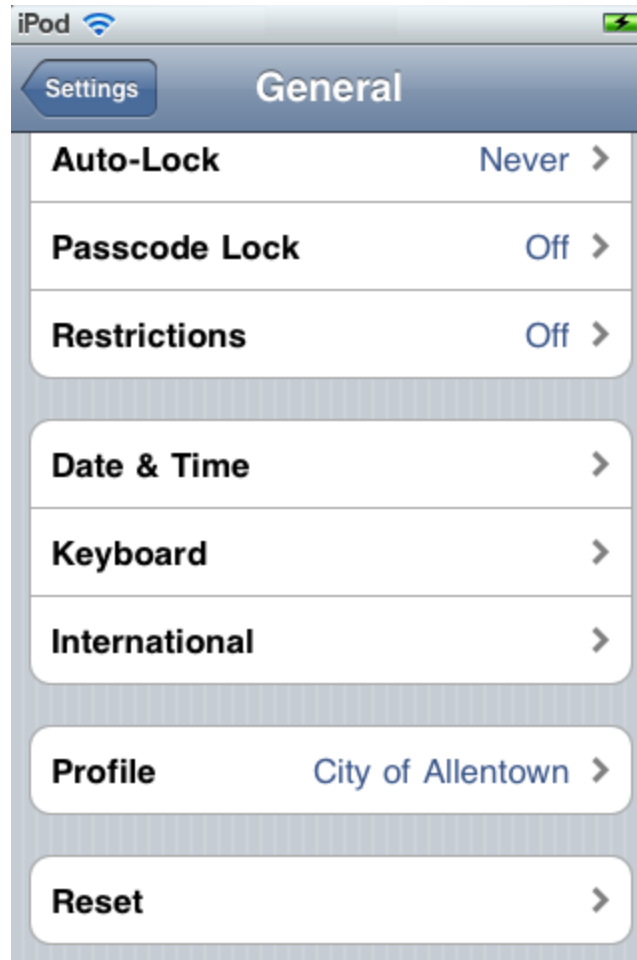 iPod
Settings General
Auto-Lock Never
Passcode Lock Off
Restrictions Off
Date & Time
Keyboard
International
Profile City of Allentown
Reset